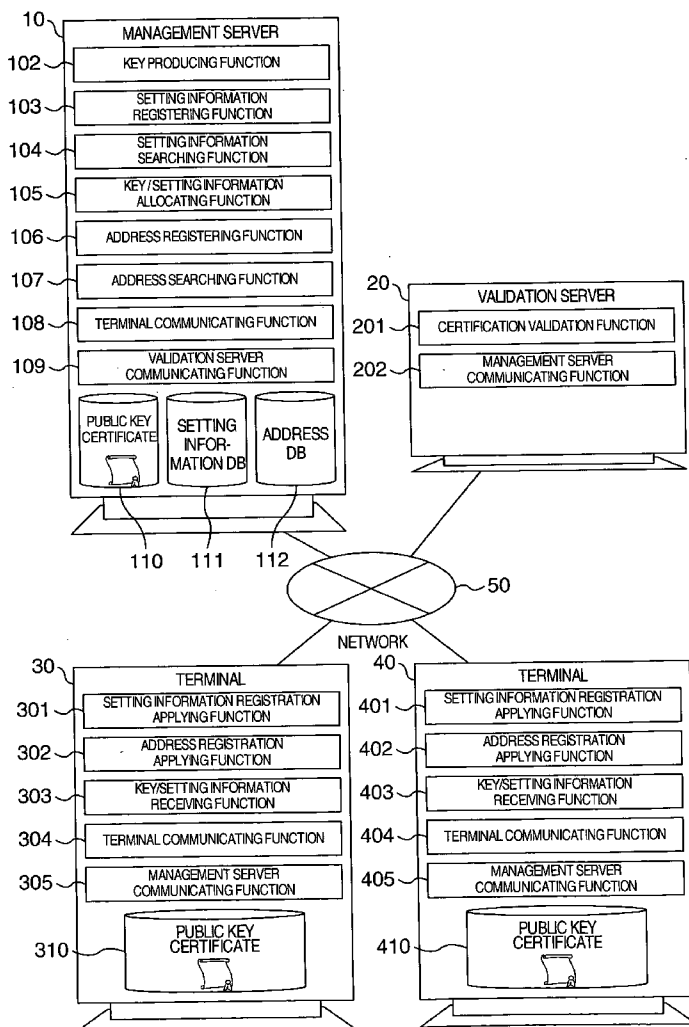 10
MANAGEMENT SERVER
102
KEY PRODUCING FUNCTION
103
SETTING INFORMATION
REGISTERING FUNCTION
104
SETTING INFORMATION
SEARCHING FUNCTION
105
KEY/SETTING INFORMATION
ALLOCATING FUNCTION
106
ADDRESS REGISTERING FUNCTION
107
ADDRESS SEARCHING FUNCTION
108
TERMINAL COMMUNICATING FUNCTION
109
VALIDATION SERVER
COMMUNICATING FUNCTION
PUBLIC KEY
CERTIFICATE
SETTING
INFOR-
MATION DB
ADDRESS
DB
110
111
112
20
VALIDATION SERVER
201
CERTIFICATION VALIDATION FUNCTION
202
MANAGEMENT SERVER
COMMUNICATING FUNCTION
50
NETWORK
30
TERMINAL
301
SETTING INFORMATION REGISTRATION
APPLYING FUNCTION
302
ADDRESS REGISTRATION
APPLYING FUNCTION
303
KEY/SETTING INFORMATION
RECEIVING FUNCTION
304
TERMINAL COMMUNICATING FUNCTION
305
MANAGEMENT SERVER
COMMUNICATING FUNCTION
310
PUBLIC KEY
CERTIFICATE
40
TERMINAL
401
SETTING INFORMATION REGISTRATION
APPLYING FUNCTION
402
ADDRESS REGISTRATION
APPLYING FUNCTION
403
KEY/SETTING INFORMATION
RECEIVING FUNCTION
404
TERMINAL COMMUNICATING FUNCTION
405
MANAGEMENT SERVER
COMMUNICATING FUNCTION
410
PUBLIC KEY
CERTIFICATE